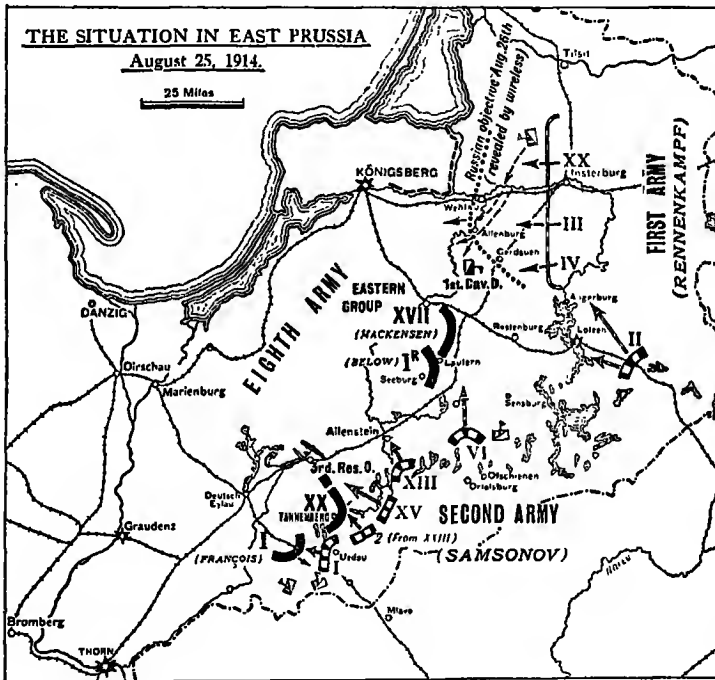 THE SITUATION IN EAST PRUSSIA
August 25, 1914.
25 Miles
Tilsit
Russian objective Aug. 26th
(revealed by wireless)
KÖNIGSBERG
XX
Insterburg
FIRST ARMY
(RENNENKAMPF)
Allenburg
III
Gerdauen
IV
1st. Cav. D.
EASTERN
GROUP
XVII
(MACKENSEN)
EIGHTH ARMY
DANZIG
Angerburg
Rastenburg
Lotzen
II
(BELOW)
I R
Lautern
Seeburg
Dirschau
Marienburg
Sensburg
Allenstein
VI
3rd. Res. D.
XIII
Ortelsburg
Deutsch
Eylau
XX
TANNENBERG
XV
SECOND ARMY
(SAMSONOV)
Graudenz
I
(FRANÇOIS)
I
Usdau
2 (From XXIII)
Bromberg
THORN